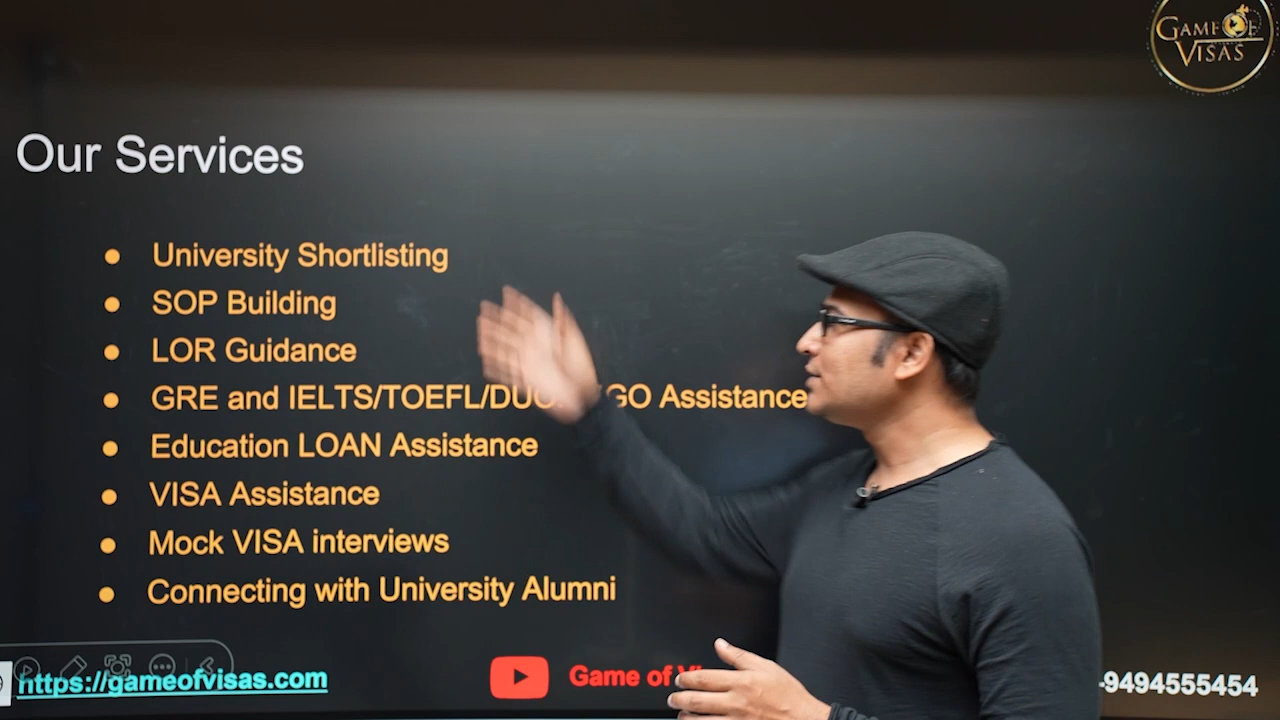 GAME OF
VISAS
Our Services
University Shortlisting
SOP Building
LOR Guidance
GRE and IELTS/TOEFL/DUO GO Assistance
Education LOAN Assistance
VISA Assistance
Mock VISA interviews
Connecting with University Alumni
https://gameofvisas.com
Game of
-9494555454